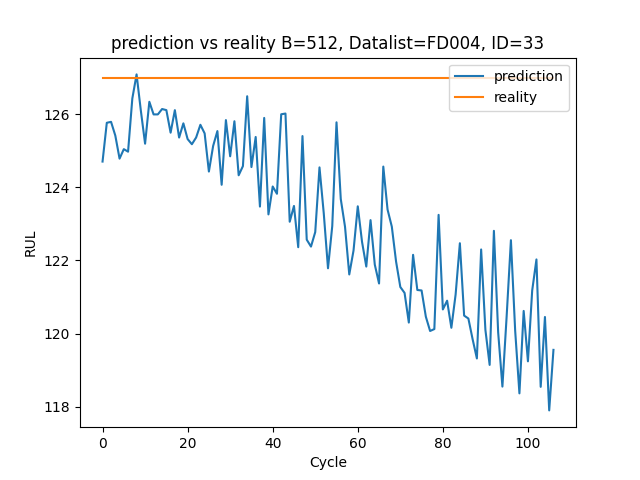 prediction vs reality B=512, Datalist=FD004, ID=33
prediction
reality
126
124
122
120
118
RUL
0 20 40 60 80 100
Cycle